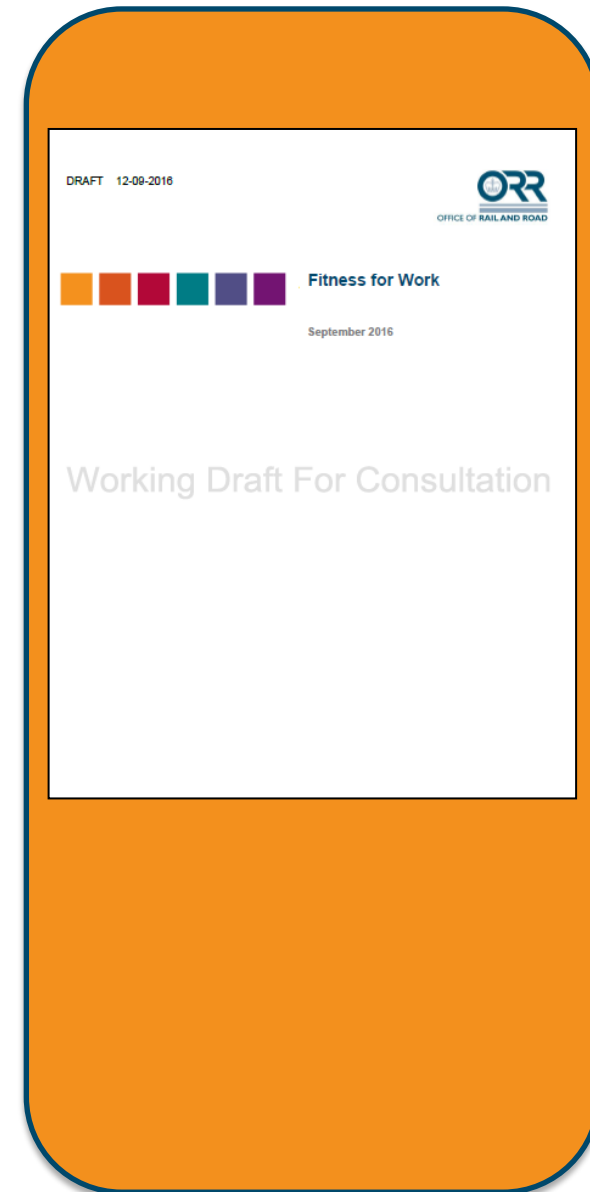 DRAFT 12-09-2016
ORR
OFFICE OF RAIL AND ROAD
Fitness for Work
September 2016
Working Draft For Consultation